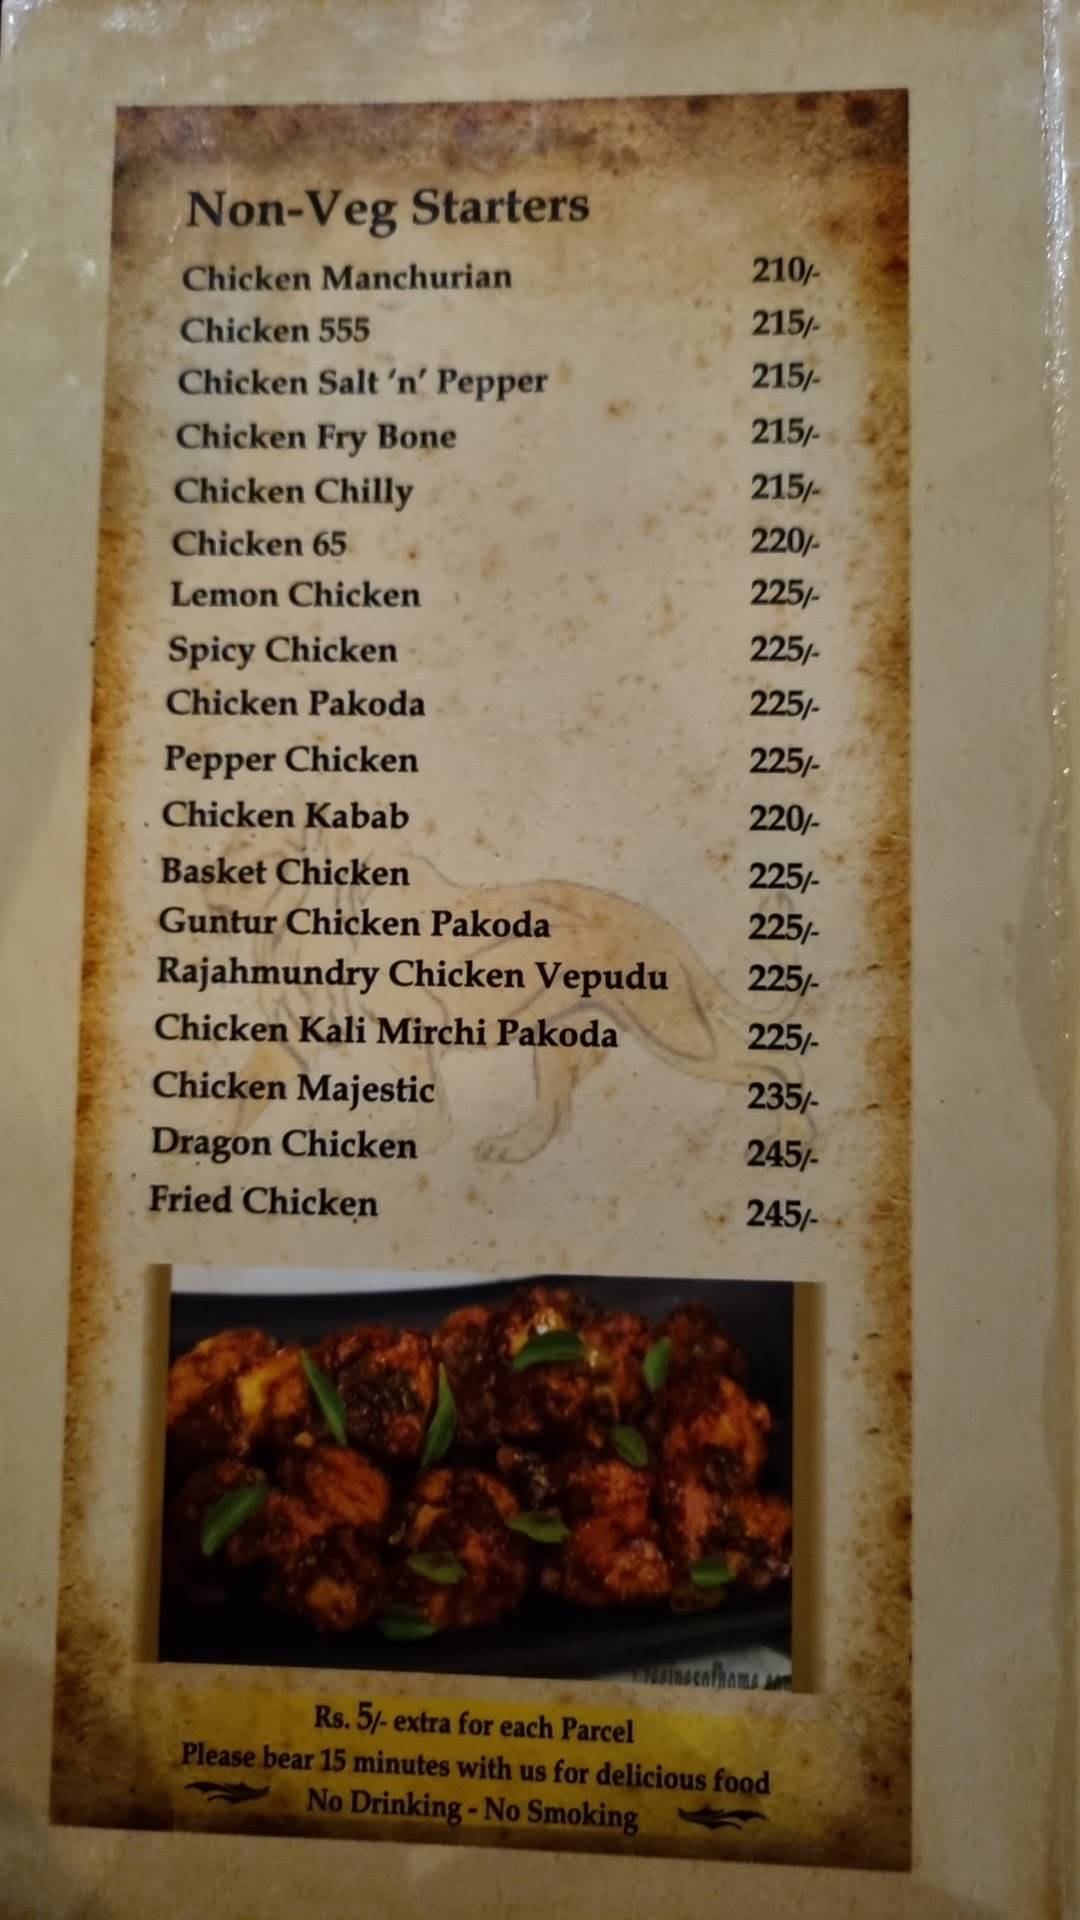 Non-Veg Starters
Chicken Manchurian 210/-
Chicken 555 215/-
Chicken Salt 'n' Pepper 215/-
Chicken Fry Bone 215/-
Chicken Chilly 215/-
Chicken 65 220/-
Lemon Chicken 225/-
Spicy Chicken 225/-
Chicken Pakoda 225/-
Pepper Chicken 225/-
Chicken Kabab 220/-
Basket Chicken 225/-
Guntur Chicken Pakoda 225/-
Rajahmundry Chicken Vepudu 225/-
Chicken Kali Mirchi Pakoda 225/-
Chicken Majestic 235/-
Dragon Chicken 245/-
Fried Chicken 245/-
Rs. 5/- extra for each Parcel
Please bear 15 minutes with us for delicious food
No Drinking - No Smoking